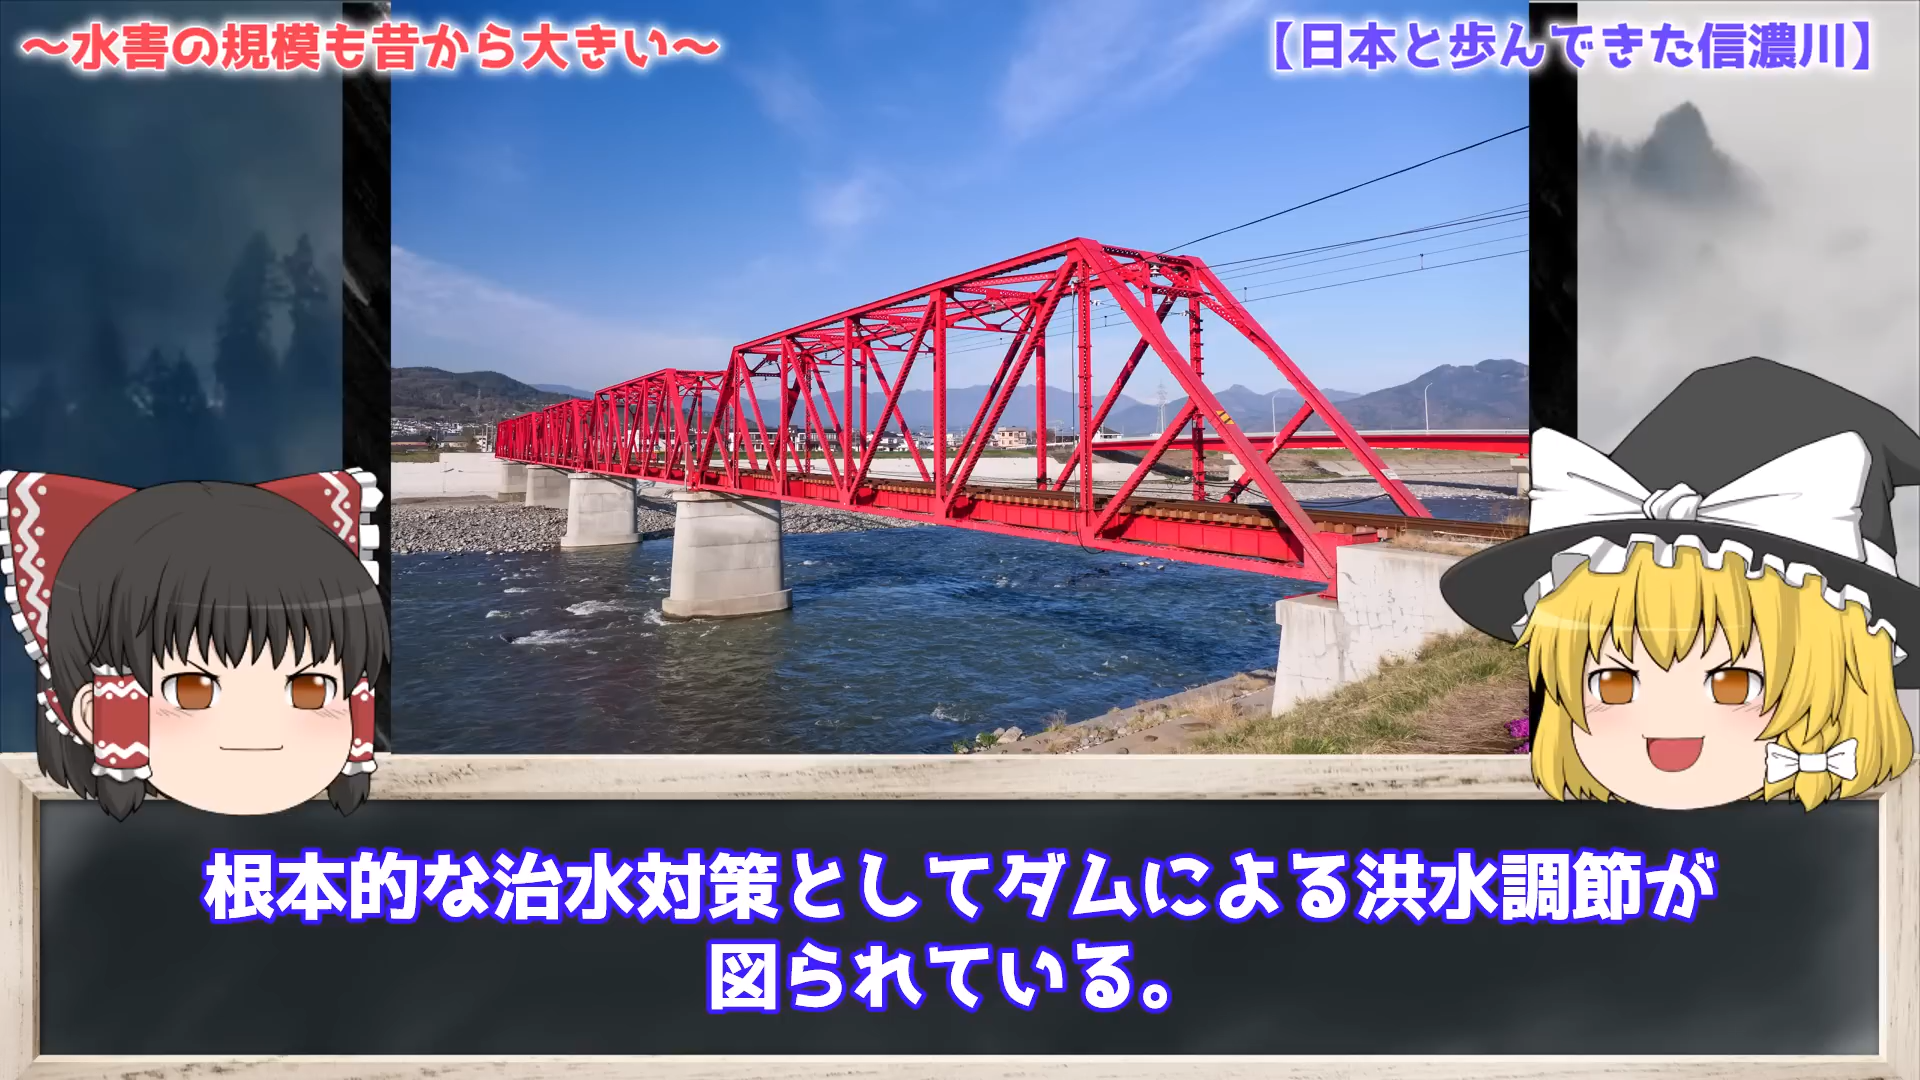 ～水害の規模も昔から大きい～
【日本と歩んできた信濃川】
根本的な治水対策としてダムによる洪水調節が
図られている。